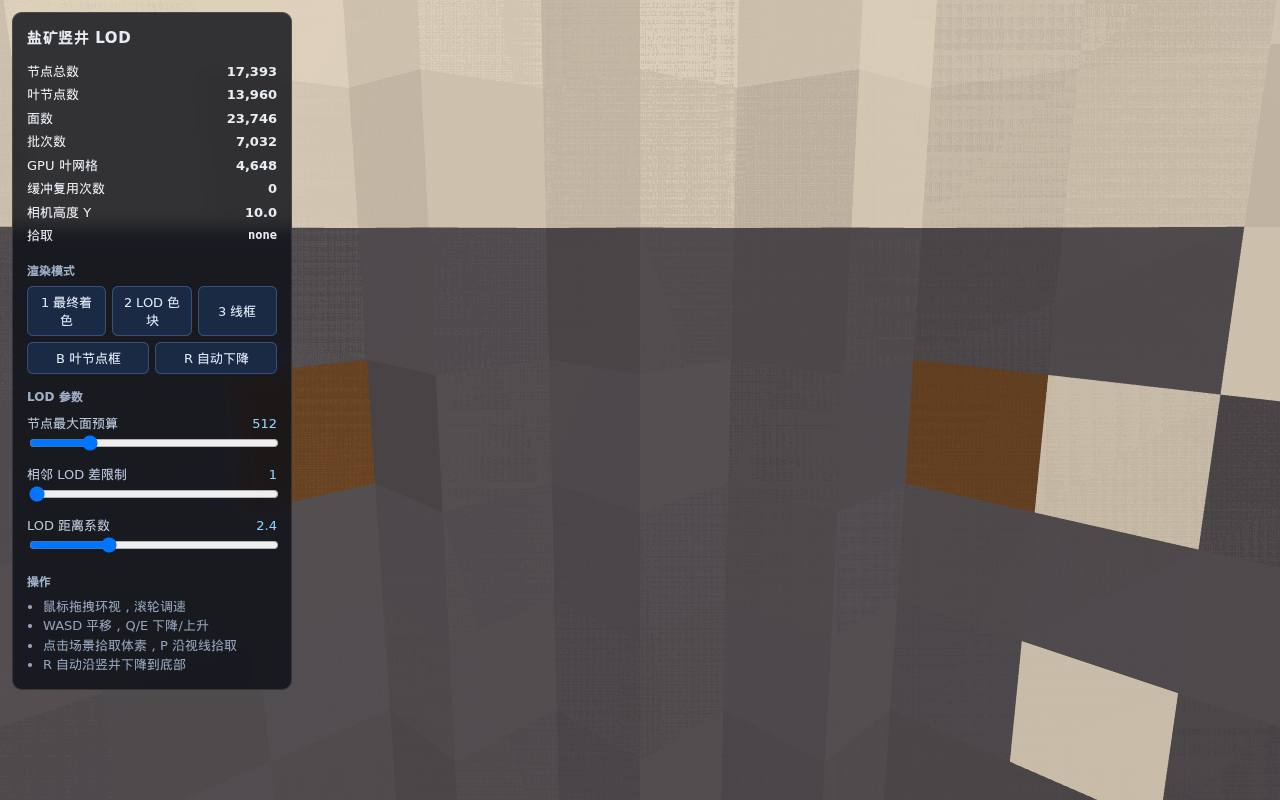 盐矿竖井 LOD
节点总数 17,393
叶节点数 13,960
面数 23,746
批次数 7,032
GPU 叶网格 4,648
缓冲复用次数 0
相机高度 Y 10.0
拾取 none
渲染模式
1 最终着色
2 LOD 色块
3 线框
B 叶节点框
R 自动下降
LOD 参数
节点最大面预算 512
相邻 LOD 差限制 1
LOD 距离系数 2.4
操作
• 鼠标拖拽环视，滚轮调速
• WASD 平移，Q/E 下降/上升
• 点击场景拾取体素，P 沿视线拾取
• R 自动沿竖井下降到底部